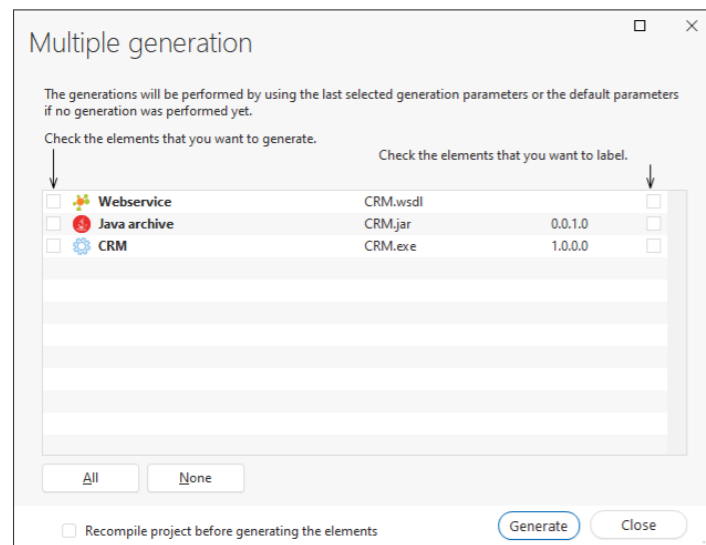 Multiple generation
The generations will be performed by using the last selected generation parameters or the default parameters
if no generation was performed yet.
Check the elements that you want to generate.
Check the elements that you want to label.
Webservice CRM.wsdl
Java archive CRM.jar 0.0.1.0
CRM CRM.exe 1.0.0.0
All None
Recompile project before generating the elements Generate Close